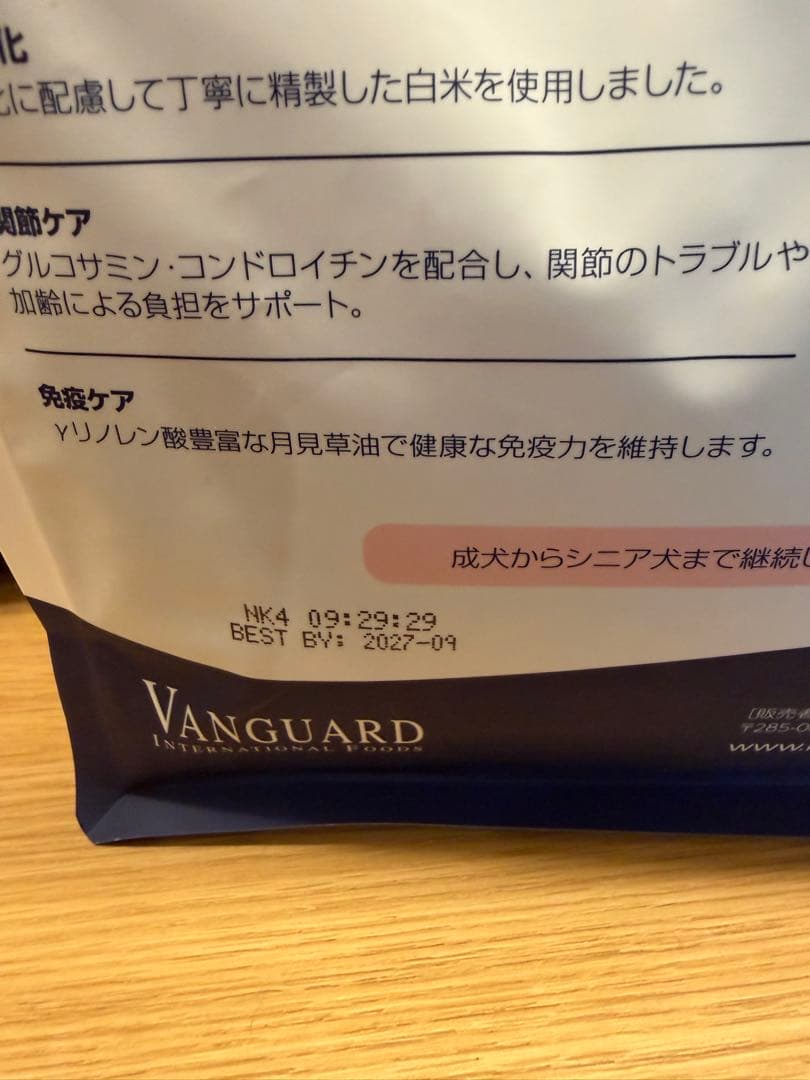 化
に配慮して丁寧に精製した白米を使用しました。
関節ケア
グルコサミン・コンドロイチンを配合し、関節のトラブルや
加齢による負担をサポート。
免疫ケア
γリノレン酸豊富な月見草油で健康な免疫力を維持します。
成犬からシニア犬まで継続し
NK4 09:29:29
BEST BY: 2027-09
VANGUARD
INTERNATIONAL FOODS
[販売者
〒285-0
www.